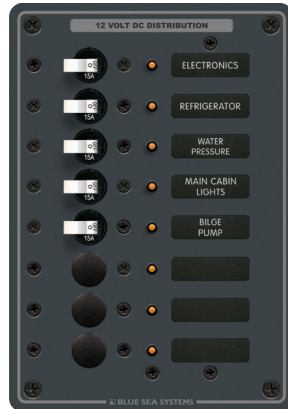 12 VOLT DC DISTRIBUTION
ELECTRONICS
15A
REFRIGERATOR
15A
WATER
PRESSURE
15A
MAIN CABIN
LIGHTS
15A
BILGE
PUMP
15A
BLUE SEA SYSTEMS